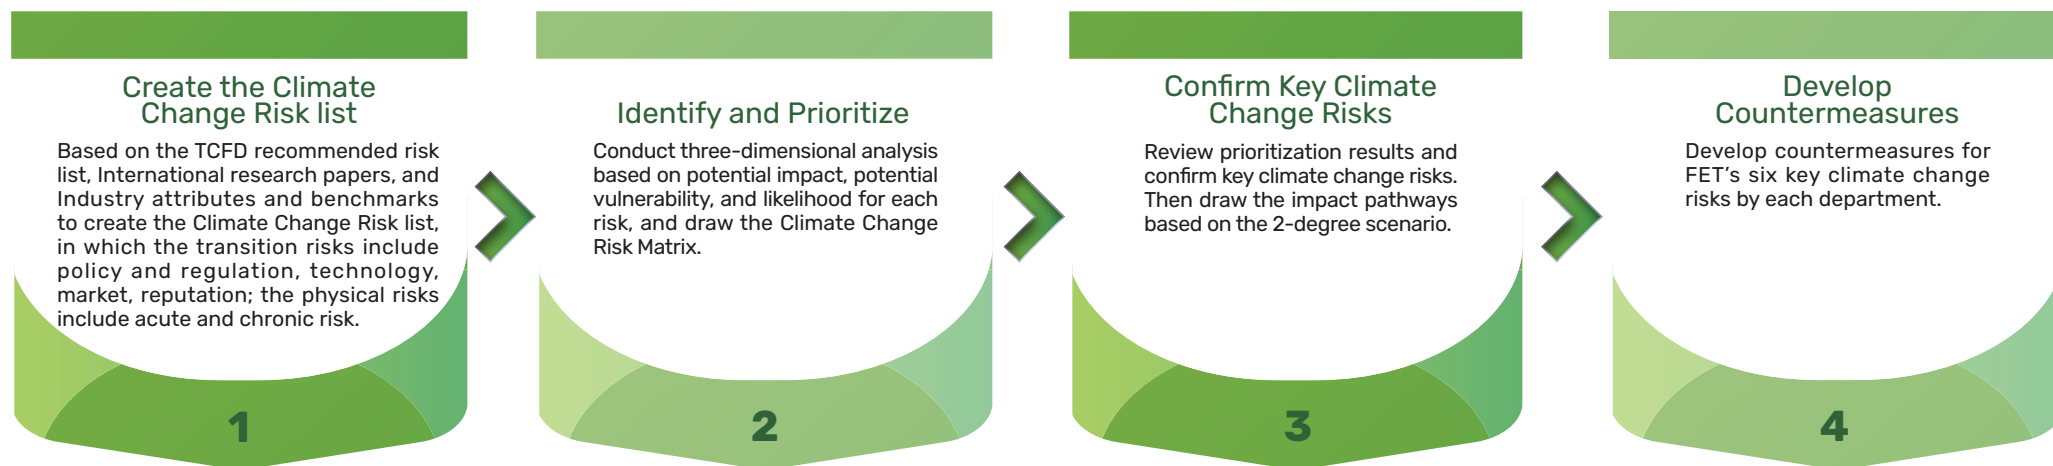 Create the Climate
Change Risk list
Based on the TCFD recommended risk
list, International research papers, and
Industry attributes and benchmarks
to create the Climate Change Risk list,
in which the transition risks include
policy and regulation, technology,
market, reputation; the physical risks
include acute and chronic risk.
1
Identify and Prioritize
Conduct three-dimensional analysis
based on potential impact, potential
vulnerability, and likelihood for each
risk, and draw the Climate Change
Risk Matrix.
2
Confirm Key Climate
Change Risks
Review prioritization results and
confirm key climate change risks.
Then draw the impact pathways
based on the 2-degree scenario.
3
Develop
Countermeasures
Develop countermeasures for
FET’s six key climate change
risks by each department.
4